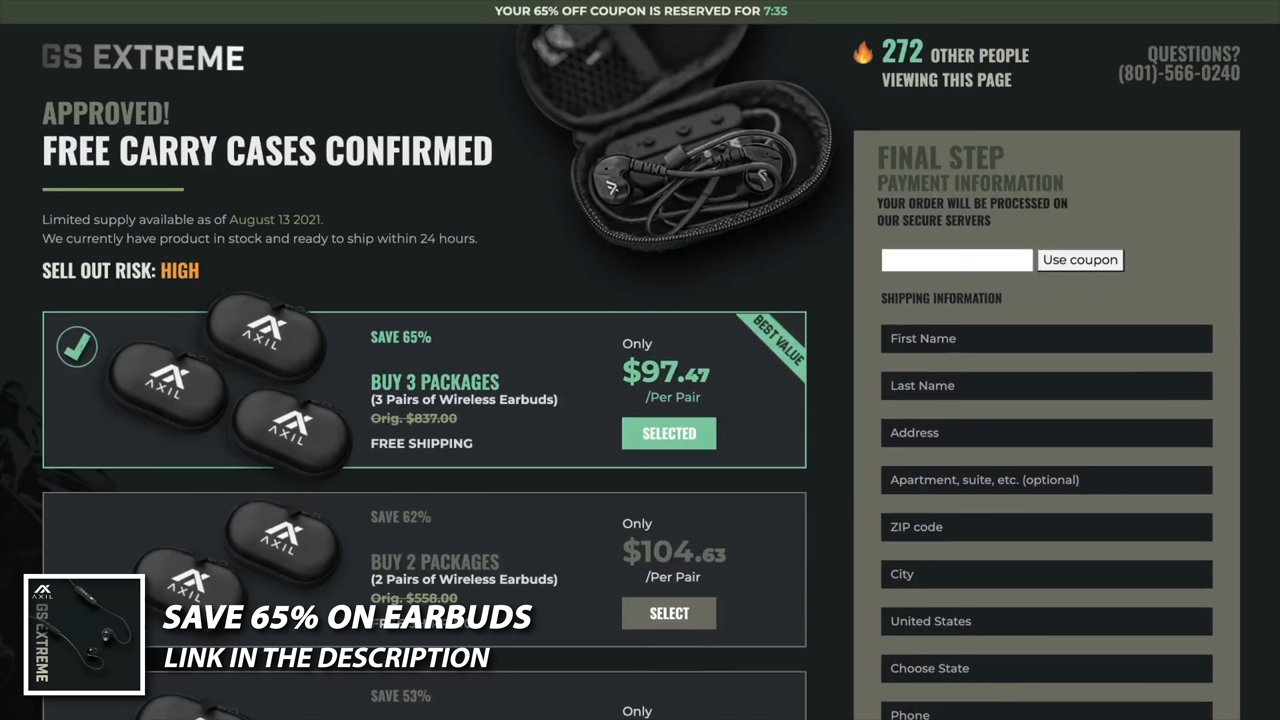 YOUR 65% OFF COUPON IS RESERVED FOR 7:35
GS EXTREME
272 OTHER PEOPLE
VIEWING THIS PAGE
QUESTIONS?
(801)-566-0240
APPROVED!
FREE CARRY CASES CONFIRMED
Limited supply available as of August 13 2021.
We currently have product in stock and ready to ship within 24 hours.
SELL OUT RISK: HIGH
AXIL
AXIL
AXIL
SAVE 65%
BUY 3 PACKAGES
(3 Pairs of Wireless Earbuds)
Orig. $837.00
FREE SHIPPING
Only
$97.47
/Per Pair
SELECTED
BEST VALUE
AXIL
SAVE 62%
BUY 2 PACKAGES
(2 Pairs of Wireless Earbuds)
Orig. $558.00
Only
$104.63
/Per Pair
SELECT
SAVE 53%
Only
FINAL STEP
PAYMENT INFORMATION
YOUR ORDER WILL BE PROCESSED ON
OUR SECURE SERVERS
Use coupon
SHIPPING INFORMATION
First Name
Last Name
Address
Apartment, suite, etc. (optional)
ZIP code
City
United States
Choose State
Phone
AXIL
GS EXTREME
SAVE 65% ON EARBUDS
LINK IN THE DESCRIPTION